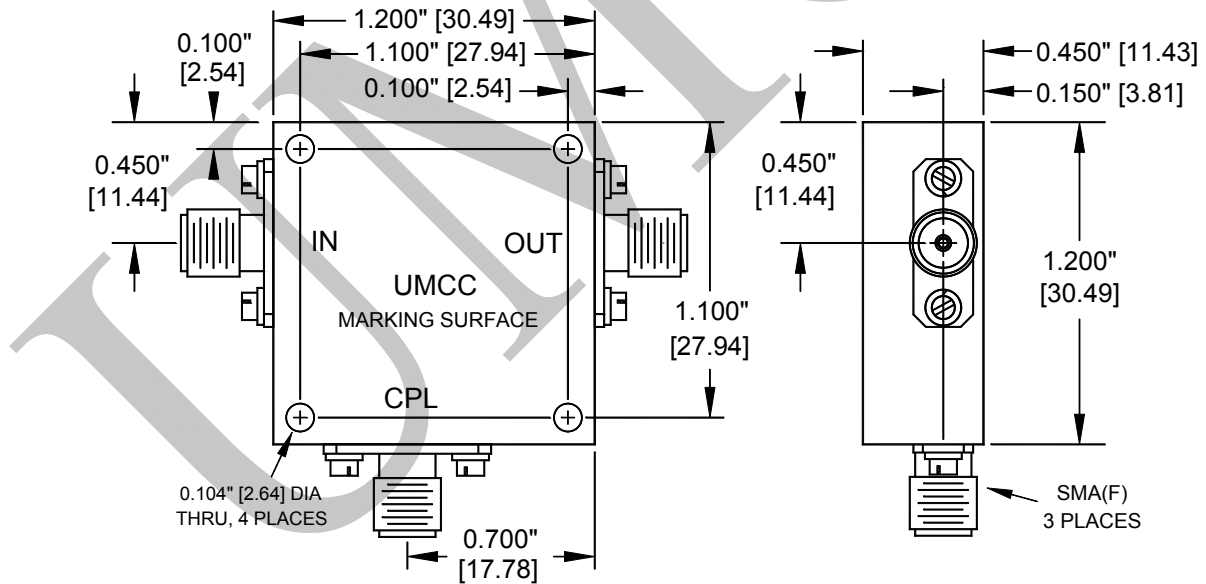 1.200" [30.49]
0.100"
[2.54]
1.100" [27.94]
0.100" [2.54]
0.450"
[11.44]
IN
OUT
UMCC
MARKING SURFACE
1.100"
[27.94]
CPL
0.104" [2.64] DIA
THRU, 4 PLACES
0.700"
[17.78]
0.450" [11.43]
0.150" [3.81]
0.450"
[11.44]
1.200"
[30.49]
SMA(F)
3 PLACES
UM